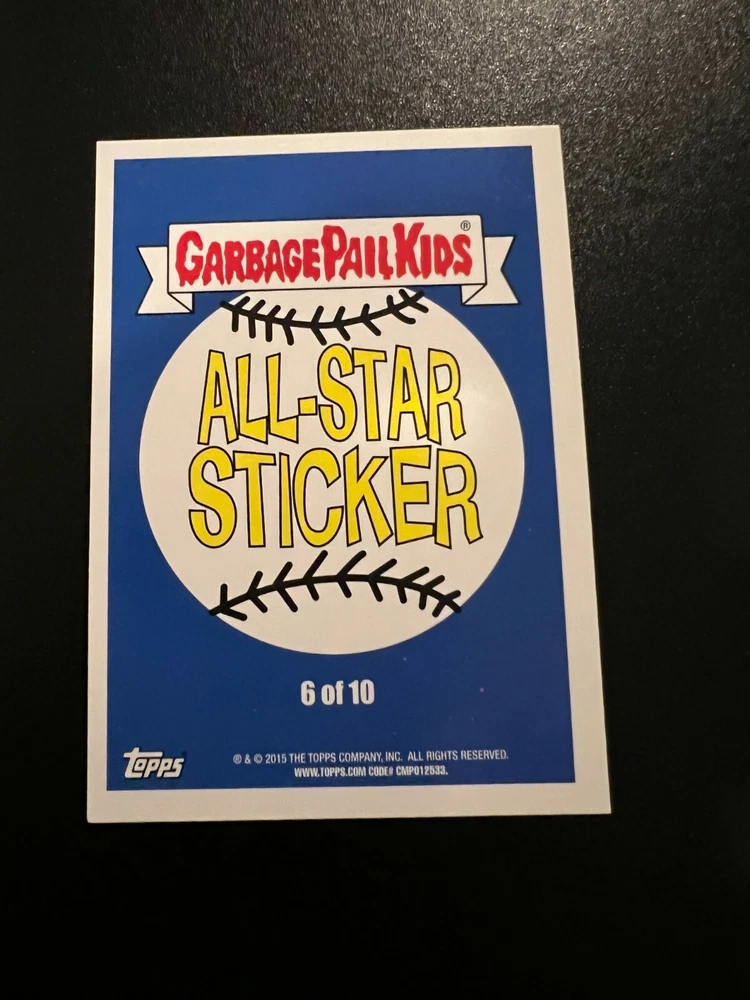 GARBAGE PAIL KIDS®
ALL-STAR
STICKER
6 of 10
Topps
® & © 2015 THE TOPPS COMPANY, INC. ALL RIGHTS RESERVED.
WWW.TOPPS.COM CODE# CMP012533.